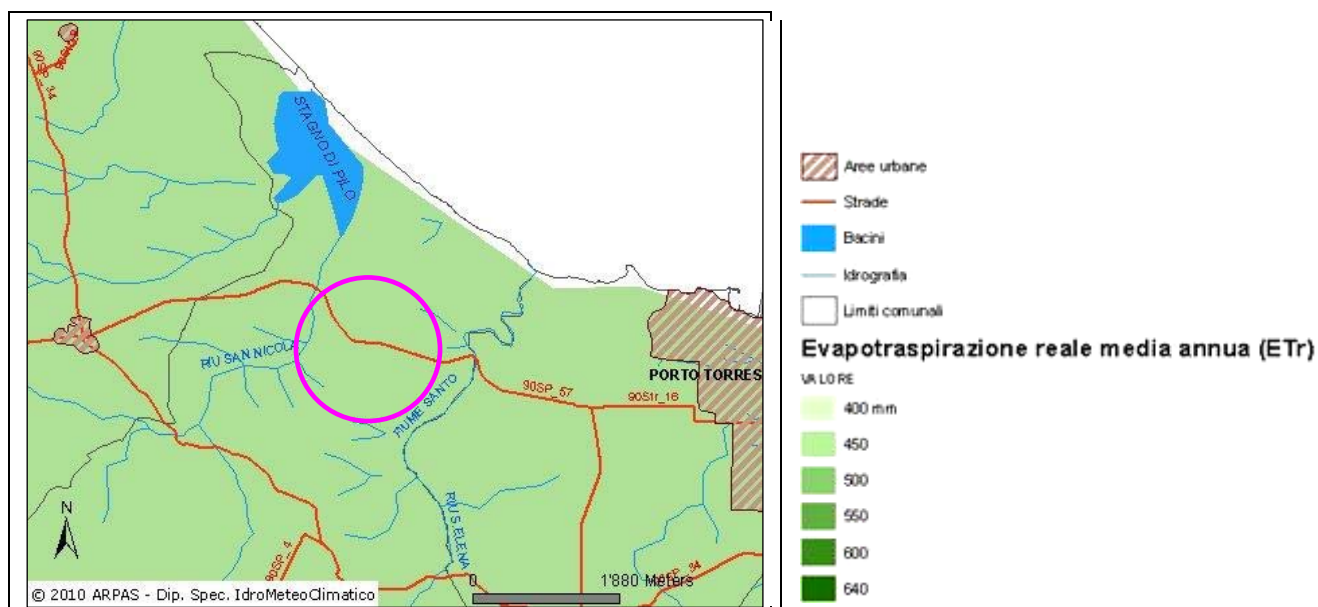 90SP_34
STAGNO DI PILO
RIU SAN NICOLA
PORTO TORRES
90SP_57
90Str_16
FIUME SANTO
RIU S.ELENA
90SP_4
N
0
1'880 Meters
© 2010 ARPAS - Dip. Spec. IdroMeteoClimatico
Aree urbane
Strade
Bacini
Idrografia
Limiti comunali
Evapotraspirazione reale media annua (ETr)
VALORE
400 mm
450
500
550
600
640